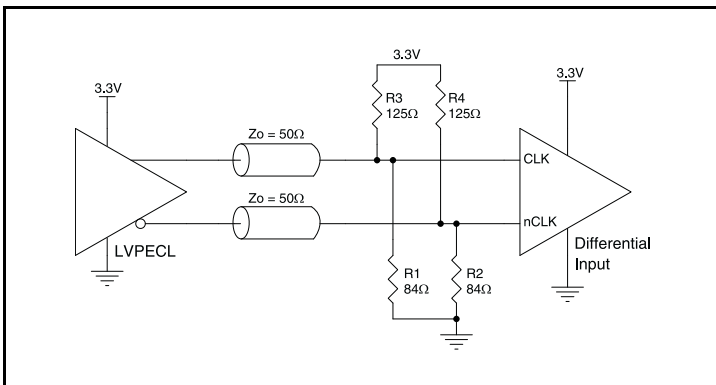 3.3V
3.3V
3.3V
R3
125Ω
R4
125Ω
Zo = 50Ω
CLK
Zo = 50Ω
nCLK
LVPECL
Differential
Input
R1
84Ω
R2
84Ω